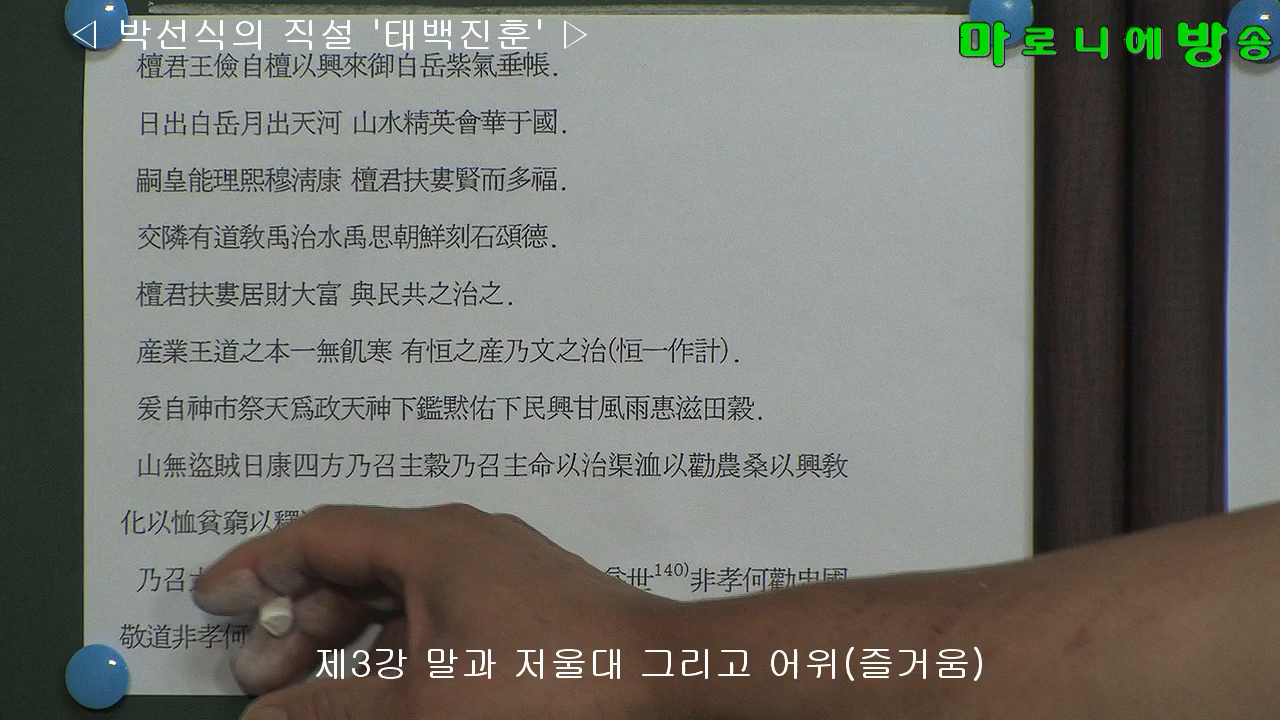 ◁ 박선식의 직설 '태백진훈' ▷
마로니에방송
檀君王儉自檀以興來御白岳紫氣垂帳.
日出白岳月出天河 山水精英會華于國.
嗣皇能理熙穆淸康 檀君扶婁賢而多福.
交隣有道敎禹治水禹思朝鮮刻石頌德.
檀君扶婁居財大富 與民共之治之.
産業王道之本一無飢寒 有恒之産乃文之治(恒一作計).
爰自神市祭天爲政天神下鑑黙佑下民興甘風雨惠滋田穀.
山無盜賊日康四方乃召主穀乃召主命以治渠洫以勸農桑以興敎
化以恤貧窮以釋
乃召 世140)非孝何勸忠國
敬道非孝何
제3강 말과 저울대 그리고 어위(즐거움)